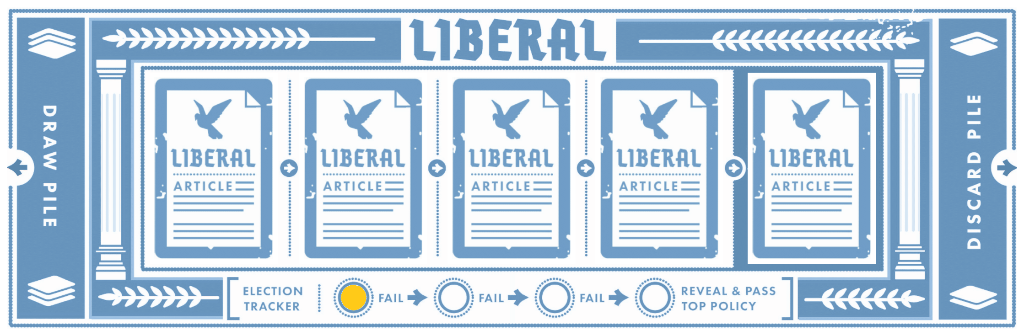 LIBERAL
DRAW PILE
LIBERAL
ARTICLE
LIBERAL
ARTICLE
LIBERAL
ARTICLE
LIBERAL
ARTICLE
LIBERAL
ARTICLE
DISCARD PILE
ELECTION
TRACKER
FAIL
FAIL
FAIL
REVEAL & PASS
TOP POLICY